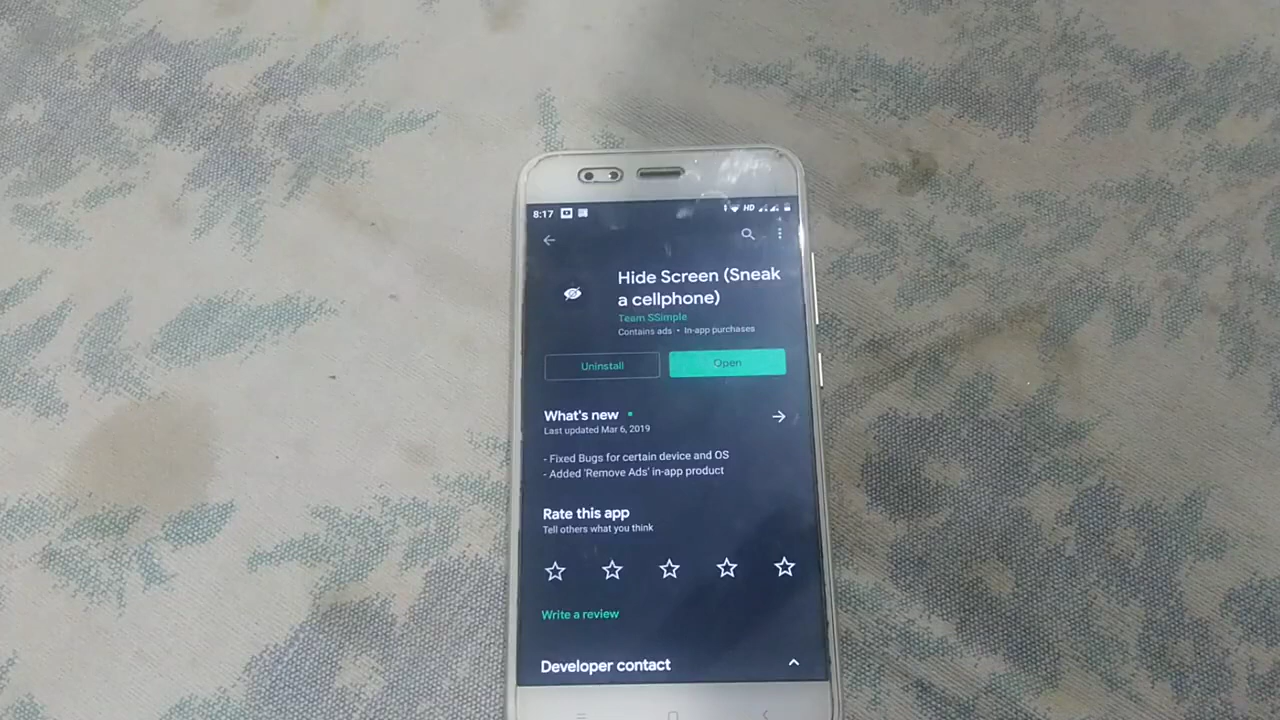 8:17 HD
Hide Screen (Sneak
a cellphone)
Team SSimple
Contains ads • In-app purchases
Uninstall Open
What's new
Last updated Mar 6, 2019
- Fixed Bugs for certain device and OS
- Added 'Remove Ads' in-app product
Rate this app
Tell others what you think
Write a review
Developer contact